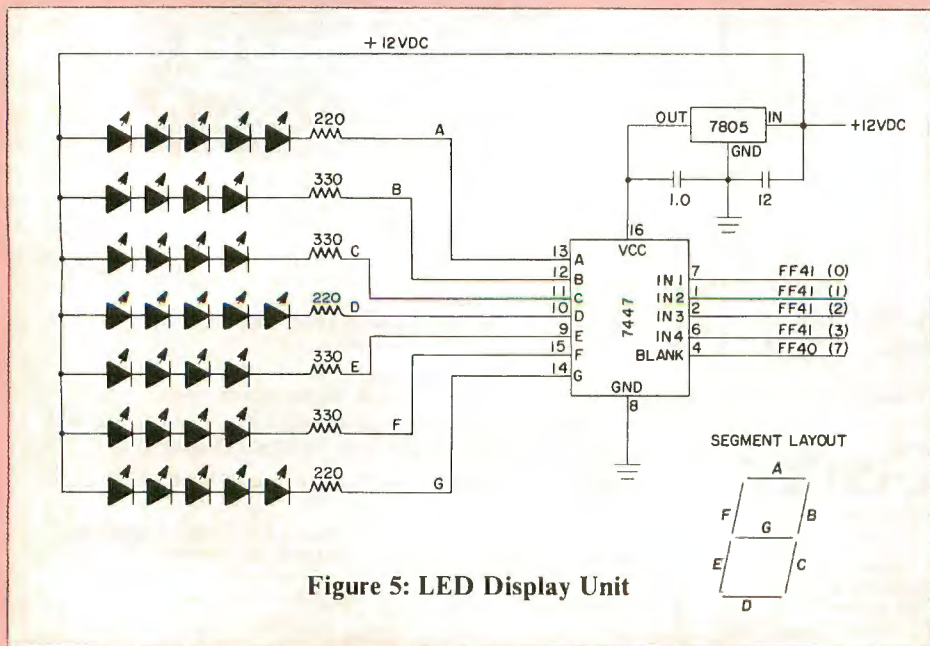 + 12VDC
220
A
OUT
7805
IN
+12VDC
GND
330
B
1.0
12
16
VCC
330
C
13
A
12
B
11
C
220
D
10
D
9
E
15
F
14
G
7447
IN 1
7
FF41 (0)
IN2
1
FF41 (1)
IN3
2
FF41 (2)
IN4
6
FF41 (3)
BLANK
4
FF40 (7)
330
E
GND
8
330
F
220
G
SEGMENT LAYOUT
A
F
B
G
E
C
D
Figure 5: LED Display Unit